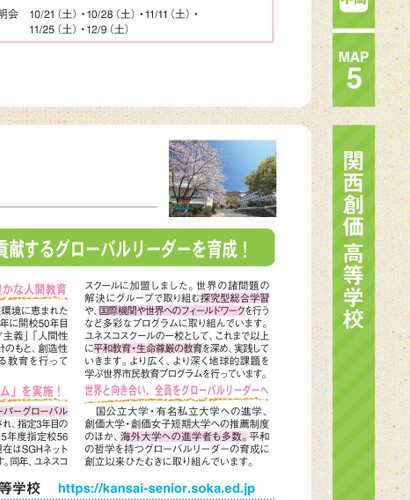 明会 10/21（土）・10/28（土）・11/11（土）・
11/25（土）・12/9（土）
MAP
5
関西創価 高等学校
貢献するグローバルリーダーを育成！
かな人間教育
環境に恵まれた
年に開校50年目
「主義」「人間性
針のもと、創造性
る教育を行って
ム」を実施！
ーパーグローバル
され、指定3年目の
5年度指定校56
現在はSGHネット
す。同年、ユネスコ
スクールに加盟しました。世界の諸問題の
解決にグループで取り組む探究型総合学習
や、国際機関や世界へのフィールドワークを行う
など多彩なプログラムに取り組んでいます。
ユネスコスクールの一校として、これまで以上
に平和教育・生命尊厳の教育を深め、実践して
いきます。より広く、より深く地球的課題を
学ぶ世界市民教育プログラムを行っています。
世界と向き合い、全員をグローバルリーダーへ
国公立大学・有名私立大学への進学、
創価大学・創価女子短期大学への推薦制度
のほか、海外大学への進学者も多数。平和
の哲学を持つグローバルリーダーの育成に
創立以来ひたむきに取り組んでいます。
等学校 https://kansai-senior.soka.ed.jp